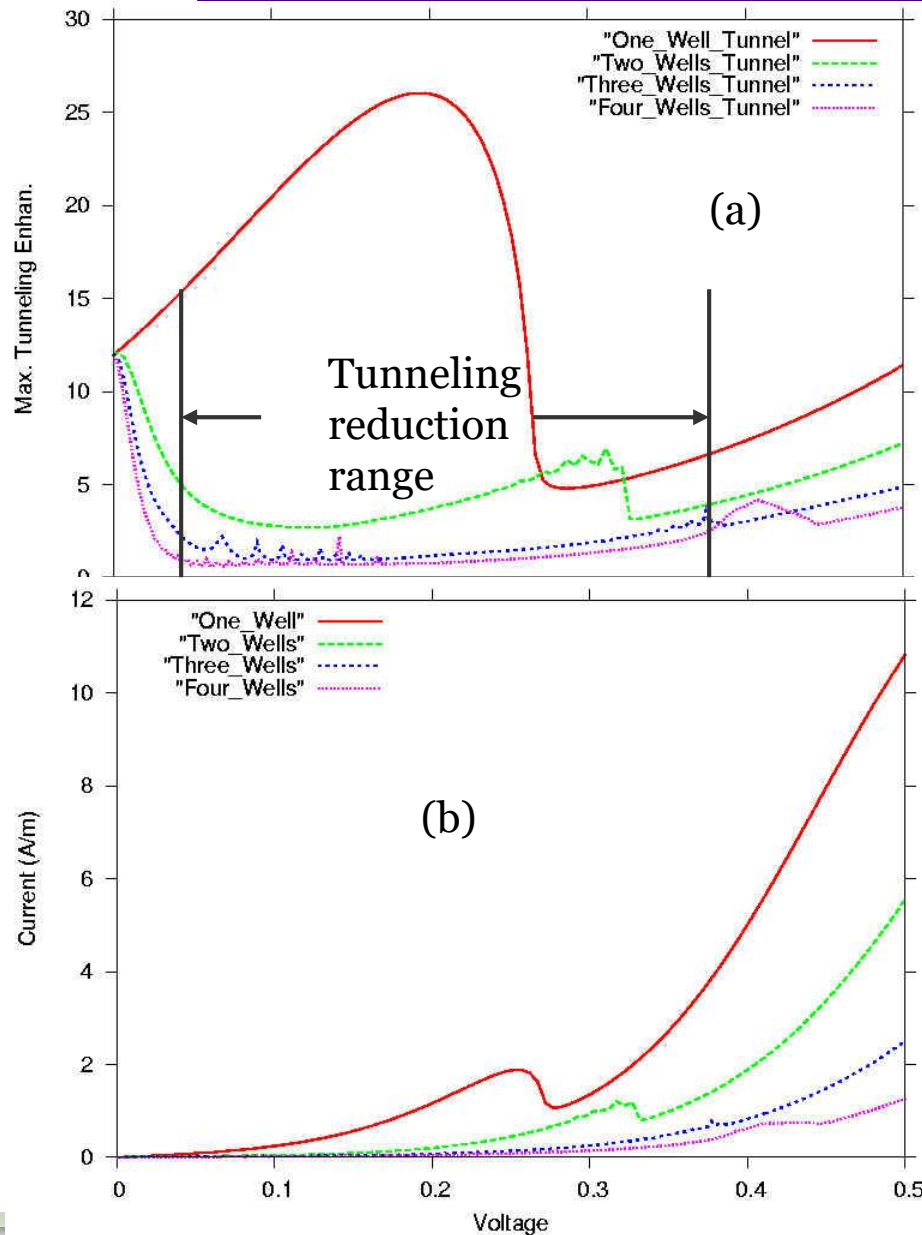 30
25
20
15
10
5
0
Max. Tunneling Enhan.
"One_Well_Tunnel"
"Two_Wells_Tunnel"
"Three_Wells_Tunnel"
"Four_Wells_Tunnel"
(a)
Tunneling
reduction
range
12
10
8
6
4
2
0
Current (A/m)
"One_Well"
"Two_Wells"
"Three_Wells"
"Four_Wells"
(b)
0 0.1 0.2 0.3 0.4 0.5
Voltage